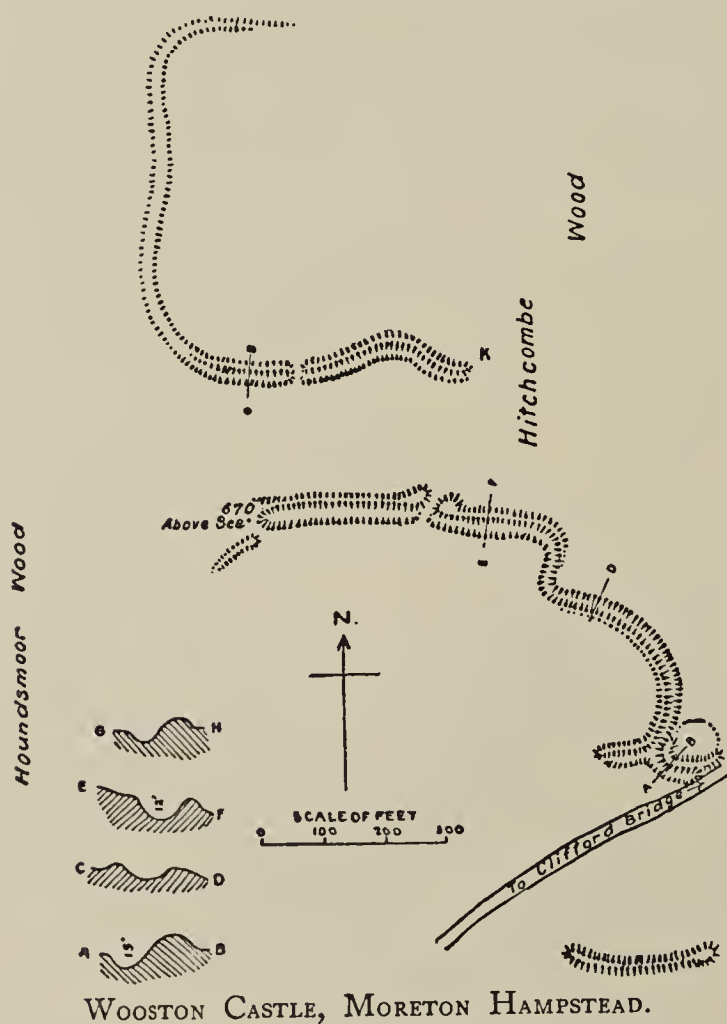 Wood
Hitchcombe
K
670
Above Sea.
F
E
D
Houndsmoor Wood
N.
B
A
G H
E 12' F
C D
A 15' B
SCALE OF FEET
0 100 200 300
To Clifford Bridge
WOOSTON CASTLE, MORETON HAMPSTEAD.